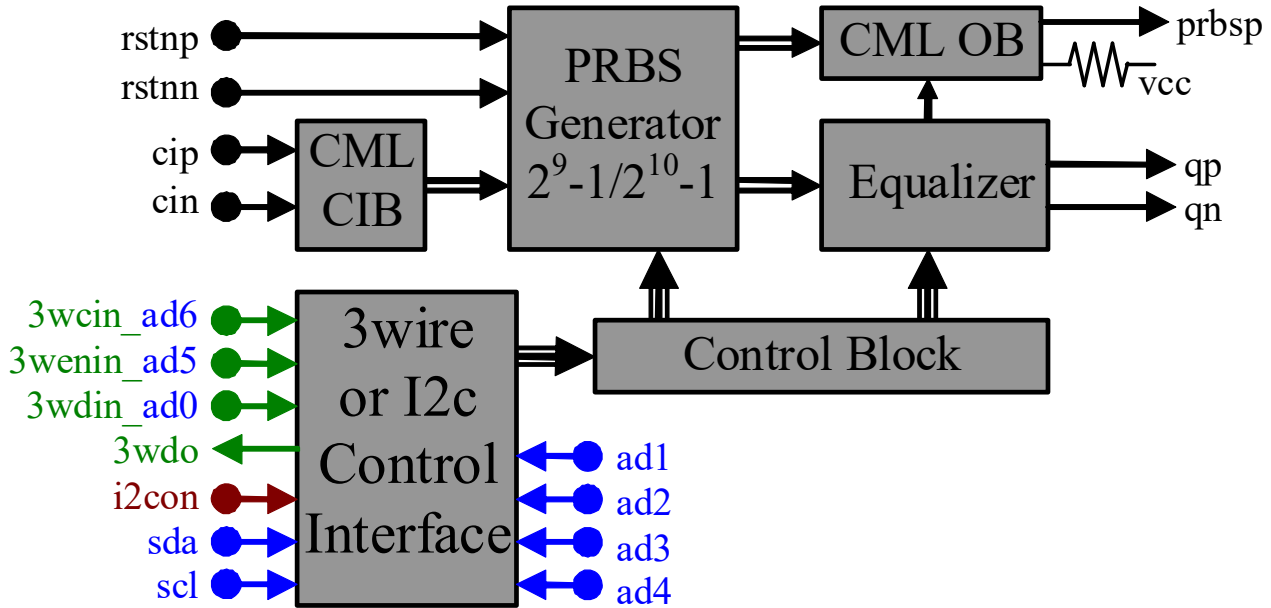 rstnp
rstnn
cip
cin
CML
CIB
PRBS
Generator
2⁹-1/2¹⁰-1
CML OB
prbsp
vcc
Equalizer
qp
qn
3wcin_ad6
3wenin_ad5
3wdin_ad0
3wdo
i2con
sda
scl
3wire
or I2c
Control
Interface
Control Block
ad1
ad2
ad3
ad4